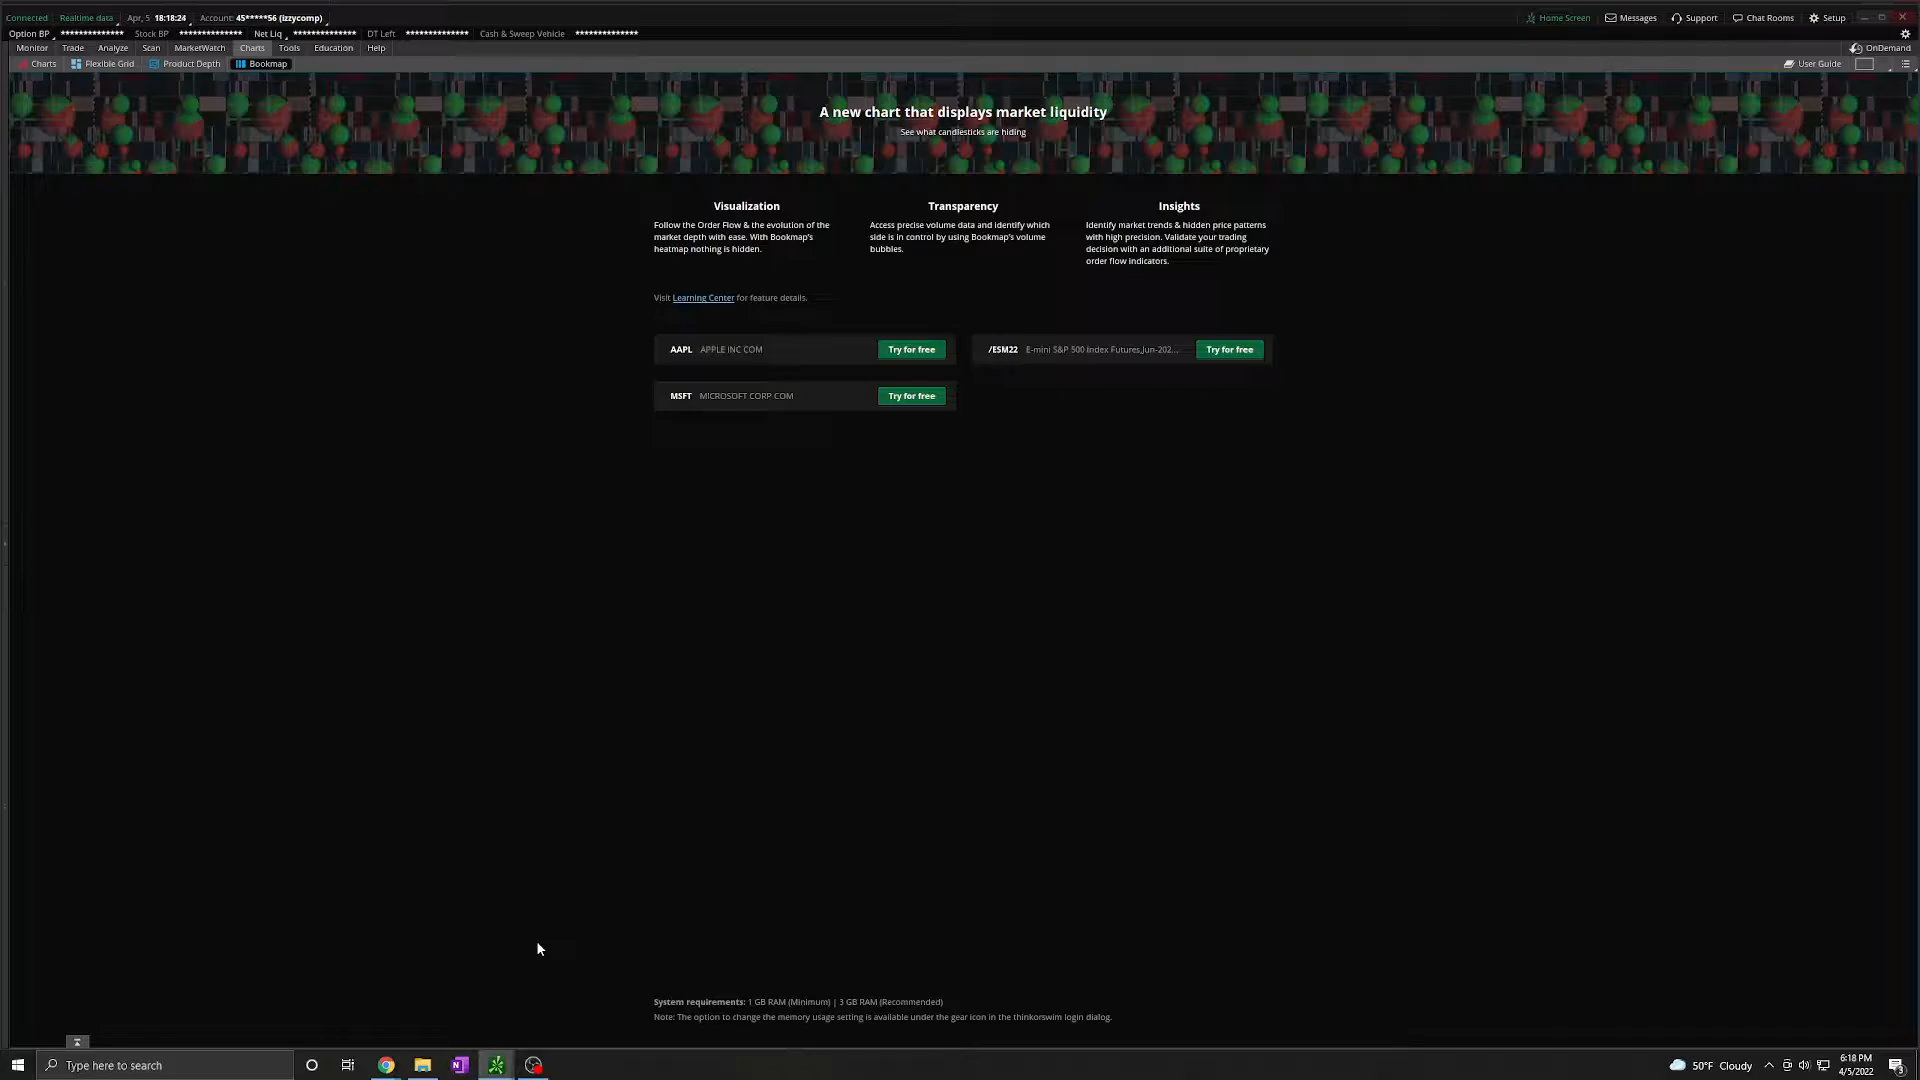 Connected Realtime data Apr, 5 18:18:24 Account: 45*****56 (izzycomp) Home Screen Messages Support Chat Rooms Setup
Option BP ************** Stock BP ************** Net Liq ************** DT Left ************** Cash & Sweep Vehicle **************
Monitor Trade Analyze Scan MarketWatch Charts Tools Education Help OnDemand
Charts Flexible Grid Product Depth Bookmap User Guide
A new chart that displays market liquidity
See what candlesticks are hiding
Visualization
Follow the Order Flow & the evolution of the
market depth with ease. With Bookmap's
heatmap nothing is hidden.
Transparency
Access precise volume data and identify which
side is in control by using Bookmap's volume
bubbles.
Insights
Identify market trends & hidden price patterns
with high precision. Validate your trading
decision with an additional suite of proprietary
order flow indicators.
Visit Learning Center for feature details.
AAPL APPLE INC COM Try for free
/ESM22 E-mini S&P 500 Index Futures,Jun-202... Try for free
MSFT MICROSOFT CORP COM Try for free
System requirements: 1 GB RAM (Minimum) | 3 GB RAM (Recommended)
Note: The option to change the memory usage setting is available under the gear icon in the thinkorswim login dialog.
Type here to search
N
50°F Cloudy
6:18 PM
4/5/2022
3